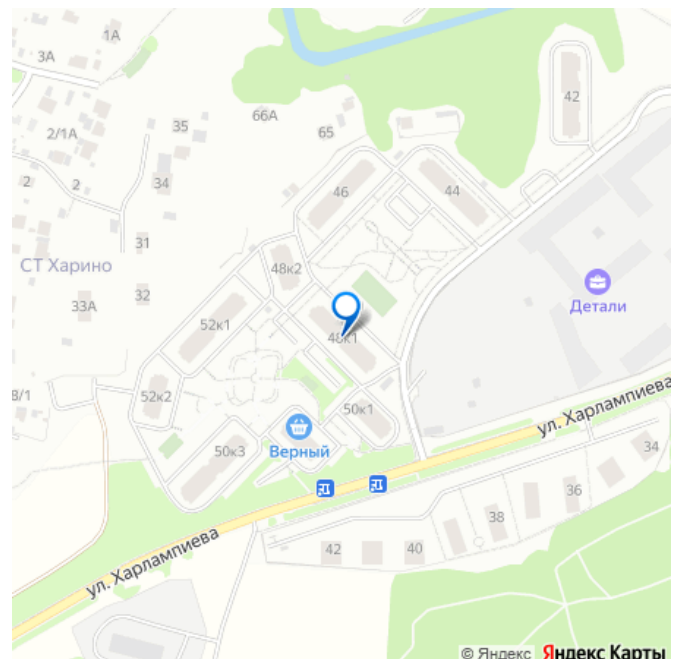 1А
3А
42
66А
2/1А
35
65
2
2
34
46
44
31
СТ Харино
48к2
32
Детали
33А
52к1
48к1
8/1
52к2
50к1
ул. Харлампиева
Верный
50к3
34
36
38
42
40
ул. Харлампиева
© Яндекс Яндекс Карты